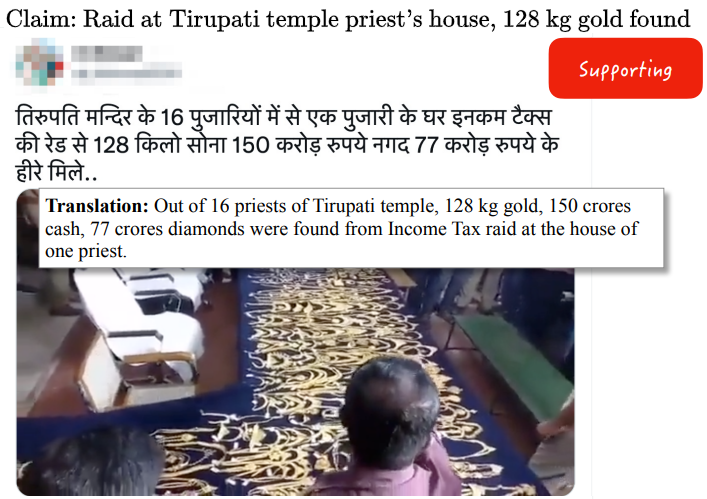 Claim: Raid at Tirupati temple priest’s house, 128 kg gold found
Supporting
तिरुपति मन्दिर के 16 पुजारियों में से एक पुजारी के घर इनकम टैक्स
की रेड से 128 किलो सोना 150 करोड़ रुपये नगद 77 करोड़ रुपये के
हीरे मिले..
Translation: Out of 16 priests of Tirupati temple, 128 kg gold, 150 crores
cash, 77 crores diamonds were found from Income Tax raid at the house of
one priest.